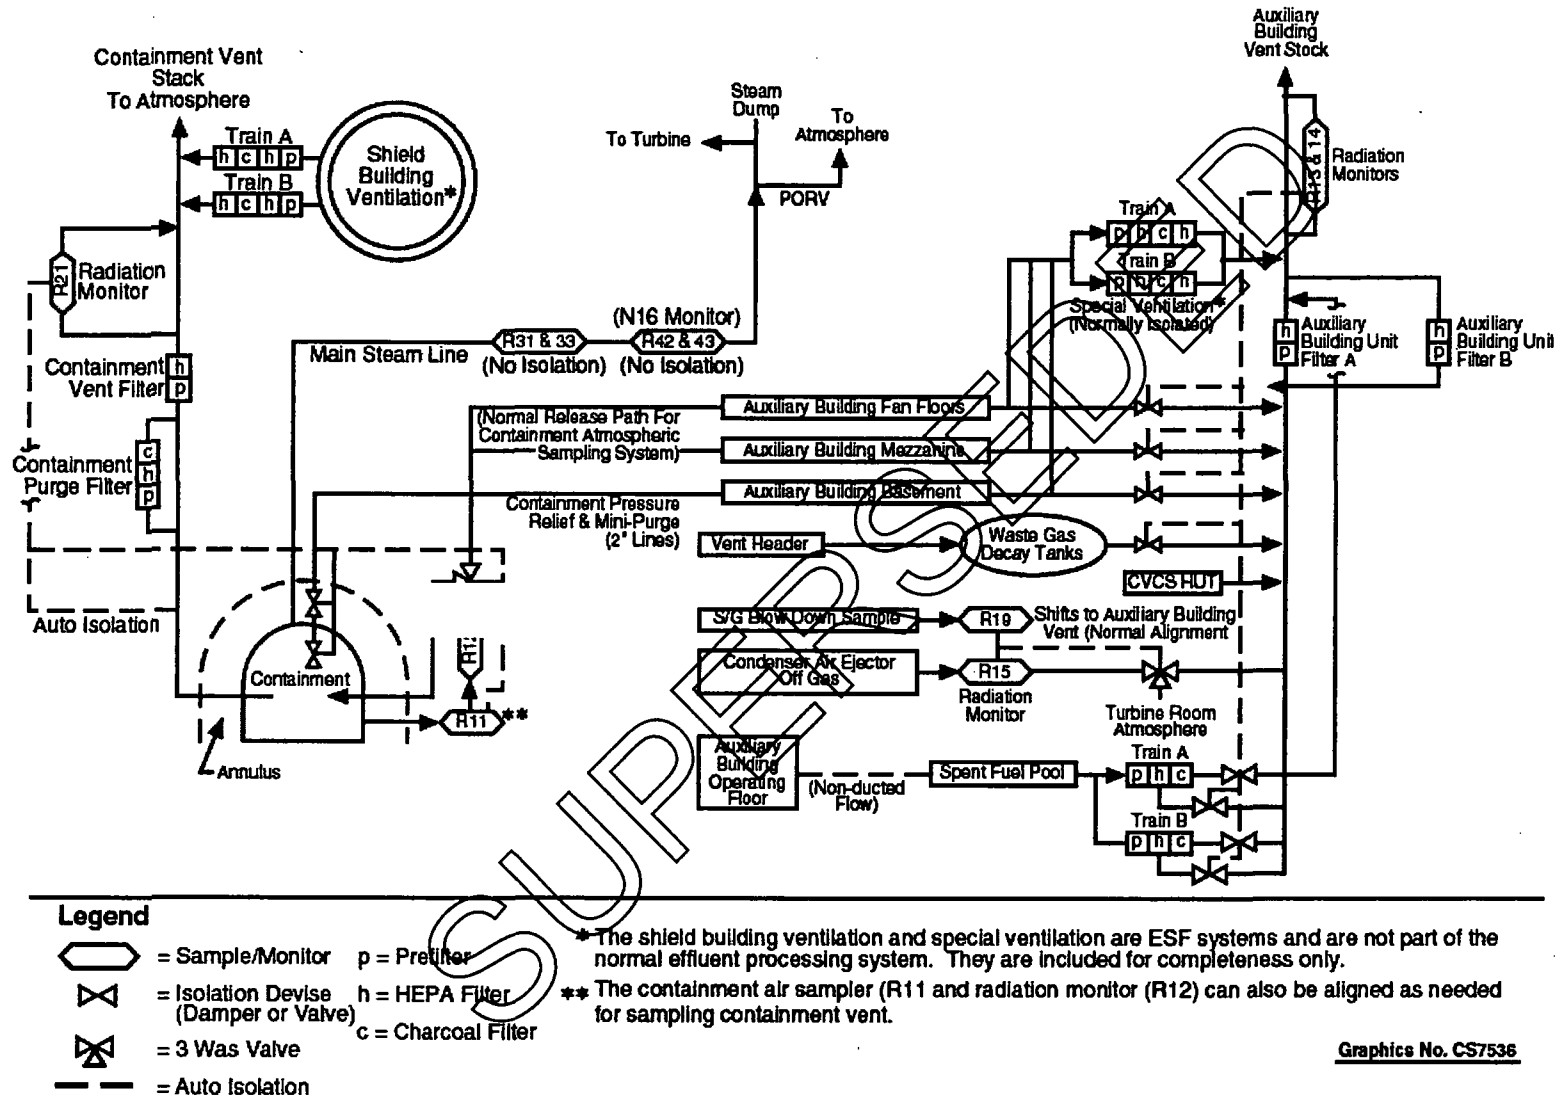 Containment Vent
Stack
To Atmosphere
Train A
h c h p
Train B
h c h p
Shield
Building
Ventilation*
R21
Radiation
Monitor
Containment
Vent Filter
h
p
Containment
Purge Filter
c
h
p
Auto Isolation
Containment
Annulus
R12
R11
**
Main Steam Line
R31 & 33
(No Isolation)
(N16 Monitor)
R42 & 43
(No Isolation)
Steam
Dump
To Turbine
To
Atmosphere
PORV
(Normal Release Path For
Containment Atmospheric
Sampling System)
Containment Pressure
Relief & Mini-Purge
(2" Lines)
Auxiliary Building Fan Floors
Auxiliary Building Mezzanine
Auxiliary Building Basement
Vent Header
Waste Gas
Decay Tanks
CVCS HUT
S/G Blow Down Sample
R19
Shifts to Auxiliary Building
Vent (Normal Alignment
Condenser Air Ejector
Off Gas
R15
Radiation
Monitor
Turbine Room
Atmosphere
Auxiliary
Building
Operating
Floor
(Non-ducted
Flow)
Spent Fuel Pool
Train A
p h c
Train B
p h c
Auxiliary
Building
Vent Stock
R13 & 14
Radiation
Monitors
Train A
p h c h
Train B
p h c h
Special Ventilation*
(Normally Isolated)
h
p
Auxiliary
Building Unit
Filter A
h
p
Auxiliary
Building Unit
Filter B
SUPERSEDED
Legend
= Sample/Monitor
= Isolation Devise
(Damper or Valve)
= 3 Was Valve
= Auto Isolation
p = Prefilter
h = HEPA Filter
c = Charcoal Filter
* The shield building ventilation and special ventilation are ESF systems and are not part of the
normal effluent processing system. They are included for completeness only.
** The containment air sampler (R11 and radiation monitor (R12) can also be aligned as needed
for sampling containment vent.
Graphics No. CS7536